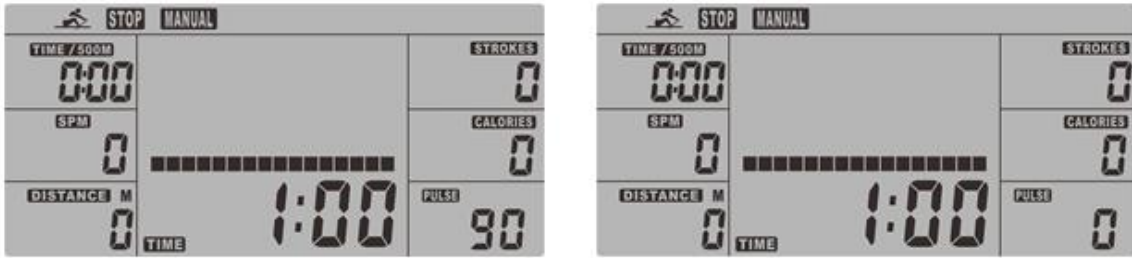 STOP MANUAL
TIME/500M
0:00
SPM
0
DISTANCE M
0
1:00
TIME
STROKES
0
CALORIES
0
PULSE
90
STOP MANUAL
TIME/500M
0:00
SPM
0
DISTANCE M
0
1:00
TIME
STROKES
0
CALORIES
0
PULSE
0